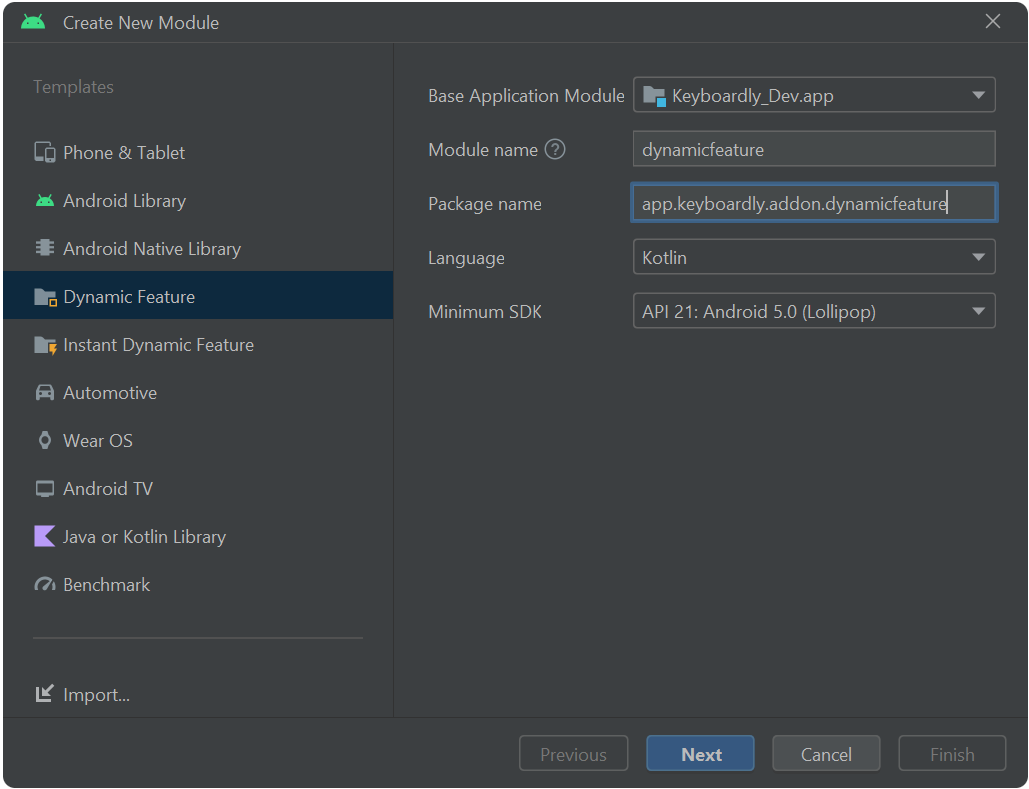 Create New Module
Templates
Phone & Tablet
Android Library
Android Native Library
Dynamic Feature
Instant Dynamic Feature
Automotive
Wear OS
Android TV
Java or Kotlin Library
Benchmark
Import...
Base Application Module Keyboardly_Dev.app
Module name ? dynamicfeature
Package name app.keyboardly.addon.dynamicfeature
Language Kotlin
Minimum SDK API 21: Android 5.0 (Lollipop)
Previous Next Cancel Finish